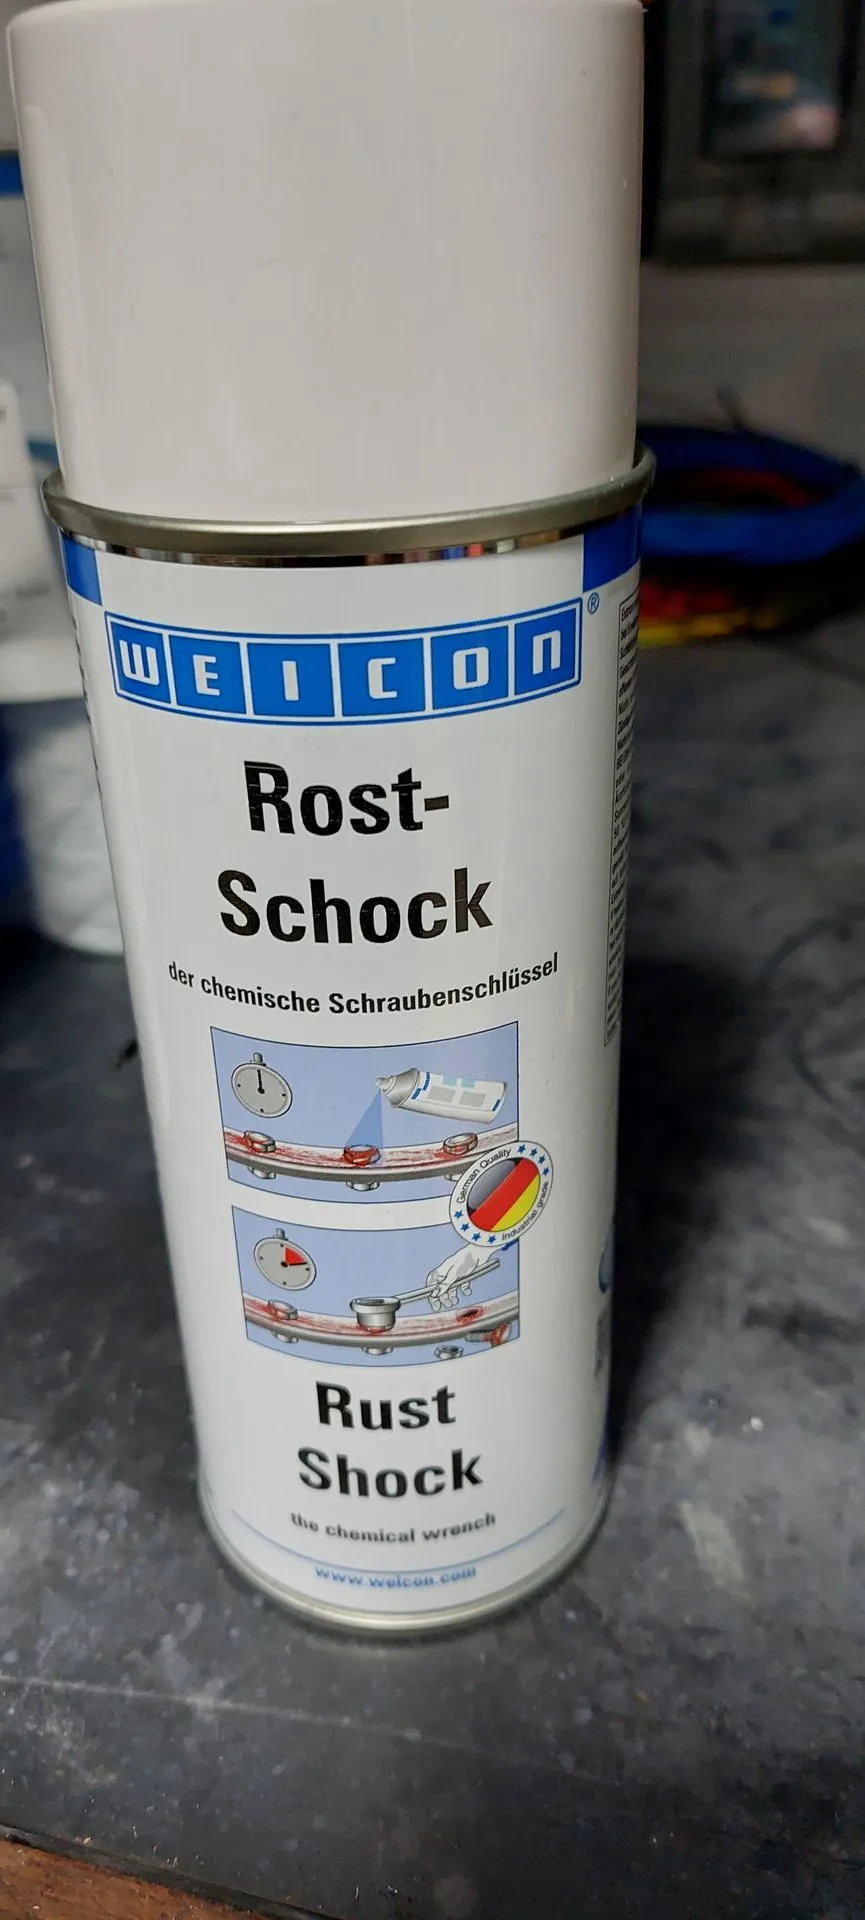 WEICON®
Rost-
Schock
der chemische Schraubenschlüssel
German Quality
Industrial grade
Rust
Shock
the chemical wrench
www.weicon.com